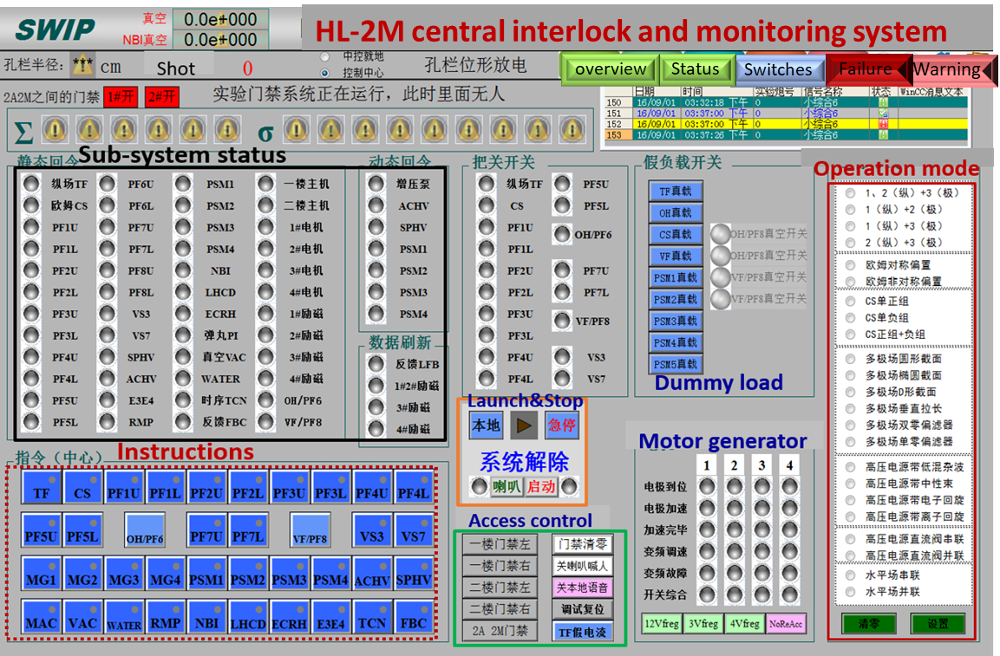 SWIP
真空 0.0e+000
NBI真空 0.0e+000
HL-2M central interlock and monitoring system
孔栏半径: *** cm Shot 0
中控就地
控制中心
孔栏位形放电
overview Status Switches Failure Warning
2A2M之间的门禁 1#开 2#开 实验门禁系统正在运行，此时里面无人
日期 时间 实验炮号 信号名称 状态 WinCC消息文本
150 16/09/01 03:32:18 下午 0 小综合6
151 16/09/01 03:37:00 下午 0 小综合6
152 16/09/01 03:37:00 下午 0 小综合6
153 16/09/01 03:37:26 下午 0 小综合6
Σ σ
静态回令 Sub-system status
纵场TF PF6U PSM1 一楼主机
欧姆CS PF6L PSM2 二楼主机
PF1U PF7U PSM3 1#电机
PF1L PF7L PSM4 2#电机
PF2U PF8U NBI 3#电机
PF2L PF8L LHCD 4#电机
PF3U VS3 ECRH 1#励磁
PF3L VS7 弹丸PI 2#励磁
PF4U SPHV 真空VAC 3#励磁
PF4L ACHV WATER 4#励磁
PF5U E3E4 时序TCN OH/PF6
PF5L RMP 反馈FBC VF/PF8
动态回令
增压泵
ACHV
SPHV
PSM1
PSM2
PSM3
PSM4
数据刷新
反馈LFB
1#2#励磁
3#励磁
4#励磁
把关开关
纵场TF PF5U
CS PF5L
PF1U OH/PF6
PF1L
PF2U PF7U
PF2L PF7L
PF3U VF/PF8
PF3L
PF4U VS3
PF4L VS7
假负载开关
TF真载
OH真载
CS真载 OH/PF8真空开关
VF真载 OH/PF8真空开关
PSM1真载 VF/PF8真空开关
PSM2真载 VF/PF8真空开关
PSM3真载
PSM4真载
PSM5真载
Dummy load
Operation mode
1、2（纵）+3（极）
1（纵）+2（极）
1（纵）+3（极）
2（纵）+3（极）
欧姆对称偏置
欧姆非对称偏置
CS单正组
CS单负组
CS正组+负组
多极场圆形截面
多极场椭圆截面
多极场D形截面
多极场垂直拉长
多极场双零偏滤器
多极场单零偏滤器
高压电源带低混杂波
高压电源带中性束
高压电源带电子回旋
高压电源带离子回旋
高压电源直流阀串联
高压电源直流阀并联
水平场串联
水平场并联
清零 设置
Launch&Stop
本地 急停
系统解除
喇叭 启动
指令（中心） Instructions
TF CS PF1U PF1L PF2U PF2L PF3U PF3L PF4U PF4L
PF5U PF5L OH/PF6 PF7U PF7L VF/PF8 VS3 VS7
MG1 MG2 MG3 MG4 PSM1 PSM2 PSM3 PSM4 ACHV SPHV
MAC VAC WATER RMP NBI LHCD ECRH E3E4 TCN FBC
Access control
一楼门禁左 门禁清零
一楼门禁右 关喇叭喊人
二楼门禁左 关本地语音
二楼门禁右 调试复位
2A 2M门禁 TF假电流
Motor generator
1 2 3 4
电极到位
电极加速
加速完毕
变频调速
变频故障
开关综合
12Vfreg 3Vfreg 4Vfreg NoReAcc